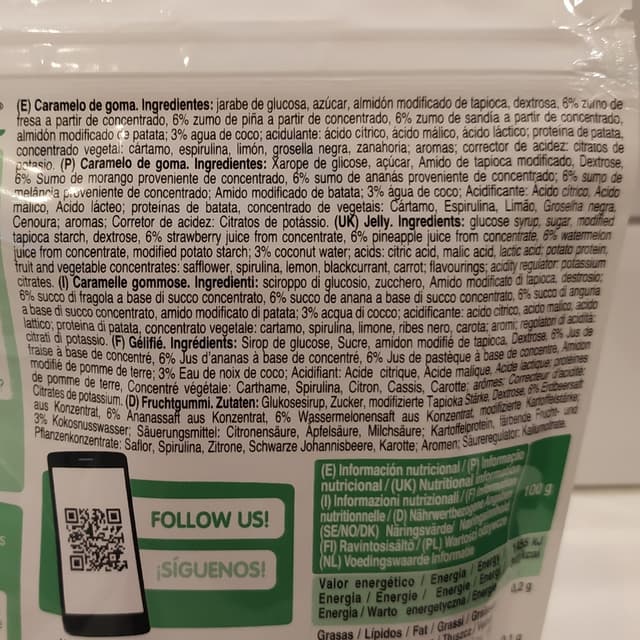 (E) Caramelo de goma. Ingredientes: jarabe de glucosa, azúcar, almidón modificado de tapioca, dextrosa, 6% zumo de
fresa a partir de concentrado, 6% zumo de piña a partir de concentrado, 6% zumo de sandía a partir de concentrado,
almidón modificado de patata; 3% agua de coco; acidulante: ácido cítrico, ácido málico, ácido láctico; proteína de patata,
concentrado vegetal: cártamo, espirulina, limón, grosella negra, zanahoria; aromas; corrector de acidez: citratos de
potasio. (P) Caramelo de goma. Ingredientes: Xarope de glicose, açúcar, Amido de tapioca modificado, Dextrose,
6% Sumo de morango proveniente de concentrado, 6% sumo de ananás proveniente de concentrado, 6% sumo de
melância proveniente de concentrado; Amido modificado de batata; 3% água de coco; Acidificante: Ácido cítrico, Ácido
málico, Ácido lácteo; proteínas de batata, concentrado de vegetais: Cártamo, Espirulina, Limão, Groselha negra,
Cenoura; aromas; Corretor de acidez: Citratos de potássio. (UK) Jelly. Ingredients: glucose syrup, sugar, modified
tapioca starch, dextrose, 6% strawberry juice from concentrate, 6% pineapple juice from concentrate, 6% watermelon
juice from concentrate, modified potato starch; 3% coconut water; acids: citric acid, malic acid, lactic acid; potato protein,
fruit and vegetable concentrates: safflower, spirulina, lemon, blackcurrant, carrot; flavourings; acidity regulator: potassium
citrates. (I) Caramelle gommose. Ingredienti: sciroppo di glucosio, zucchero, Amido modificato di tapioca, destrosio,
6% succo di fragola a base di succo concentrato, 6% succo de anana a base di succo concentrato, 6% succo di anguria
a base di succo concentrato, amido modificato di patata; 3% acqua di cocco; acidificante: acido citrico, acido malico, acido
lattico; proteina di patata, concentrato vegetale: cartamo, spirulina, limone, ribes nero, carota; aromi; regolatori di acidità:
citrati di potassio. (F) Gélifié. Ingrédients: Sirop de glucose, Sucre, amidon modifié de tapioca, Dextrose, 6% Jus de
fraise à base de concentré, 6% Jus d'ananas à base de concentré, 6% Jus de pastèque à base de concentré, Amidon
modifié de pomme de terre; 3% Eau de noix de coco; Acidifiant: Acide citrique, Acide malique, Acide lactique; protéines
de pomme de terre, Concentré végétale: Carthame, Spirulina, Citron, Cassis, Carotte; arômes; Correcteur d'acidité:
Citrates de potassium. (D) Fruchtgummi. Zutaten: Glukosesirup, Zucker, modifizierte Tapioka Stärke, Dextrose, 6% Erdbeersaft
aus Konzentrat, 6% Ananassaft aus Konzentrat, 6% Wassermelonensaft aus Konzentrat, modifizierte Kartoffelstärke;
3% Kokosnusswasser; Säuerungsmittel: Citronensäure, Äpfelsäure, Milchsäure; Kartoffelprotein, färbende Frucht- und
Pflanzenkonzentrate: Saflor, Spirulina, Zitrone, Schwarze Johannisbeere, Karotte; Aromen; Säureregulator: Kaliumcitrate.
FOLLOW US!
¡SÍGUENOS!
(E) Información nutricional / (P) Informação
nutricional / (UK) Nutritional information
(I) Informazioni nutrizionali / (F) Information
nutritionnelle / (D) Nährwertbezogene Angaben
(SE/NO/DK) Näringsvärde/
(FI) Ravintosisältö / (PL) Wartość odżywcza
(NL) Voedingswaarde Informatie
100 g
Valor energético / Energia / Energy
Energia / Énergie / Energie /
Energia / Warto energetyczna /
0,2 g
Grasas / Lípidos / Fat / Grassi /
0,1 g